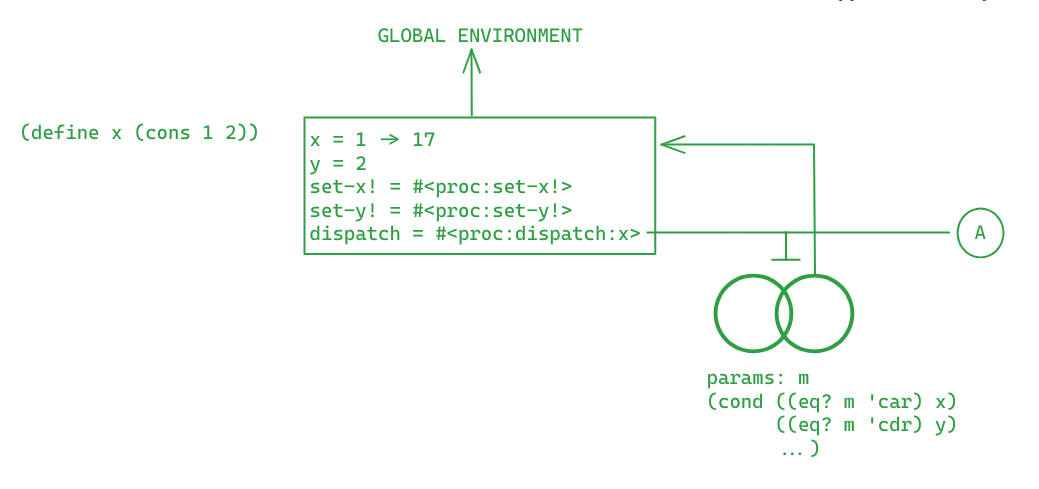 GLOBAL ENVIRONMENT
(define x (cons 1 2))
x = 1 → 17
y = 2
set-x! = #<proc:set-x!>
set-y! = #<proc:set-y!>
dispatch = #<proc:dispatch:x>
A
params: m
(cond ((eq? m 'car) x)
((eq? m 'cdr) y)
...)